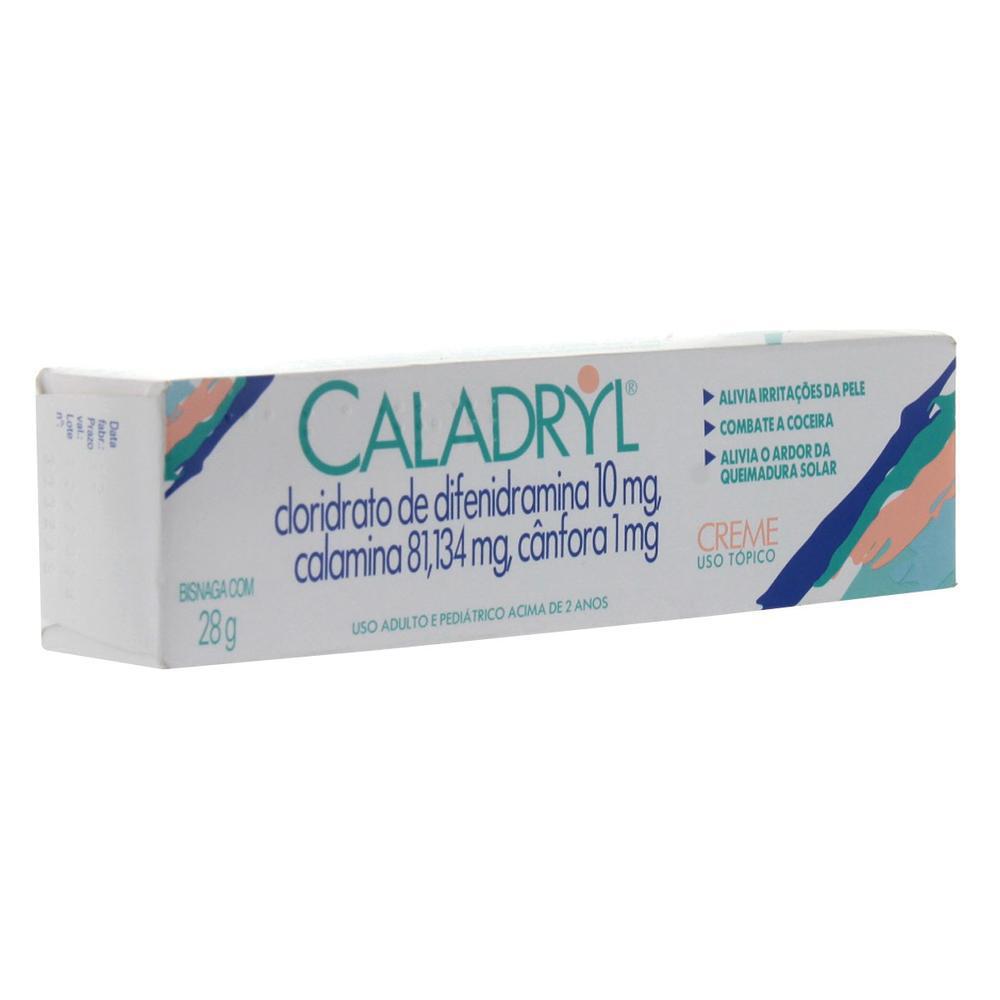 Data
fabr.:
Prazo
val.:
Lote
n°:
CALADRYL®
cloridrato de difenidramina 10 mg,
calamina 81,134 mg, cânfora 1 mg
BISNAGA COM
28 g
USO ADULTO E PEDIÁTRICO ACIMA DE 2 ANOS
ALIVIA IRRITAÇÕES DA PELE
COMBATE A COCEIRA
ALIVIA O ARDOR DA
QUEIMADURA SOLAR
CREME
USO TÓPICO